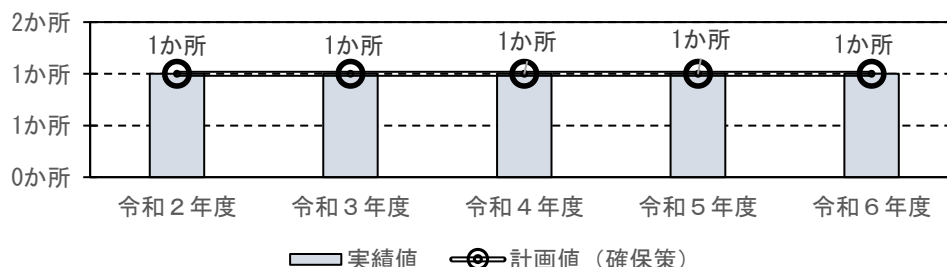 2か所
1か所 1か所 1か所 1か所 1か所
1か所
1か所
0か所
令和２年度 令和３年度 令和４年度 令和５年度 令和６年度
実績値 計画値（確保策）